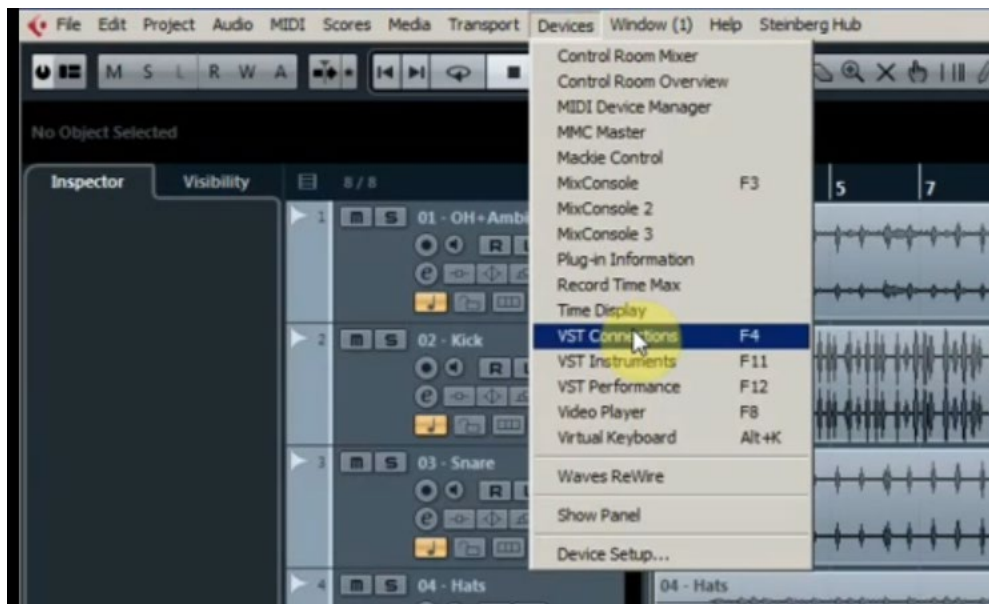 File Edit Project Audio MIDI Scores Media Transport Devices Window (1) Help Steinberg Hub
M S L R W A
No Object Selected
Inspector Visibility
8 / 8
5 7
1 m S 01 - OH+Ambi
R L
e
2 m S 02 - Kick
R L
e
3 m S 03 - Snare
R L
e
4 m S 04 - Hats
Control Room Mixer
Control Room Overview
MIDI Device Manager
MMC Master
Mackie Control
MixConsole F3
MixConsole 2
MixConsole 3
Plug-in Information
Record Time Max
Time Display
VST Connections F4
VST Instruments F11
VST Performance F12
Video Player F8
Virtual Keyboard Alt+K
Waves ReWire
Show Panel
Device Setup...
04 - Hats